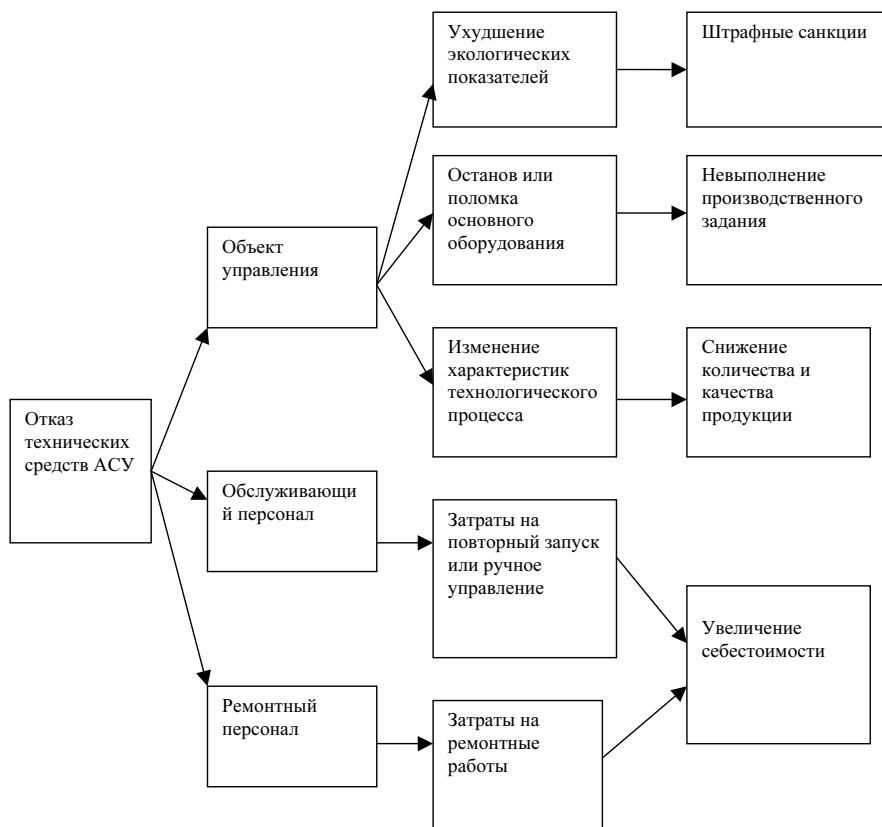 Ухудшение
экологических
показателей
Штрафные санкции
Останов или
поломка
основного
оборудования
Невыполнение
производственного
задания
Объект
управления
Изменение
характеристик
технологического
процесса
Снижение
количества и
качества
продукции
Отказ
технических
средств АСУ
Обслуживающи
й персонал
Затраты на
повторный запуск
или ручное
управление
Увеличение
себестоимости
Ремонтный
персонал
Затраты на
ремонтные
работы